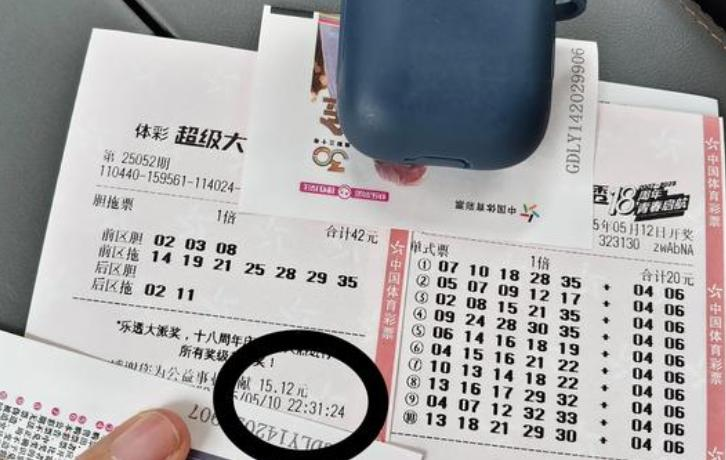 体彩 超级大
第 25052期
110440-159561-114024-
胆拖票
1倍
合计42元
前区胆 02 03 08
前区拖 14 19 21 25 28 29 35
后区胆
后区拖 02 11
"乐透大派奖，十八周年庆
所有奖级
为公益事业
献 15.12元
/05/10 22:31:24
GDLY142029907
GDLY142029906
中国体育彩票
中国体育彩票
18周年
青春启航
5年05月12日开奖
323130 zwAbNA
单式票
1倍
合计20元
① 07 10 18 28 35 + 04 06
② 05 07 09 12 17 + 04 06
③ 02 08 15 21 35 + 04 06
④ 09 24 28 30 35 + 04 06
⑤ 06 14 16 18 19 + 04 06
⑥ 04 15 16 21 22 + 04 06
⑦ 10 13 14 18 22 + 04 06
⑧ 13 16 17 29 32 + 04 06
⑨ 04 07 12 32 33 + 04 06
⑩ 13 18 21 29 30 + 04 06
中国体育彩票
中国体育彩票